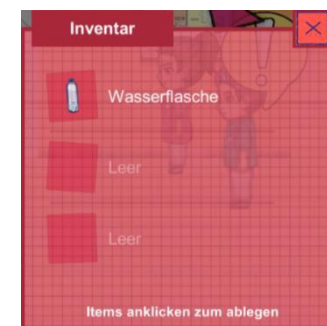 Inventar
Wasserflasche
Leer
Leer
Items anklicken zum ablegen